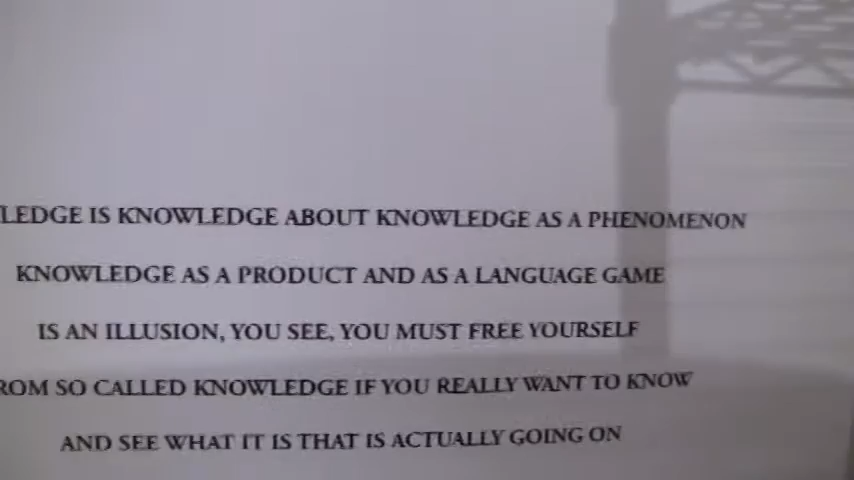 LEDGE IS KNOWLEDGE ABOUT KNOWLEDGE AS A PHENOMENON
KNOWLEDGE AS A PRODUCT AND AS A LANGUAGE GAME
IS AN ILLUSION, YOU SEE, YOU MUST FREE YOURSELF
ROM SO CALLED KNOWLEDGE IF YOU REALLY WANT TO KNOW
AND SEE WHAT IT IS THAT IS ACTUALLY GOING ON